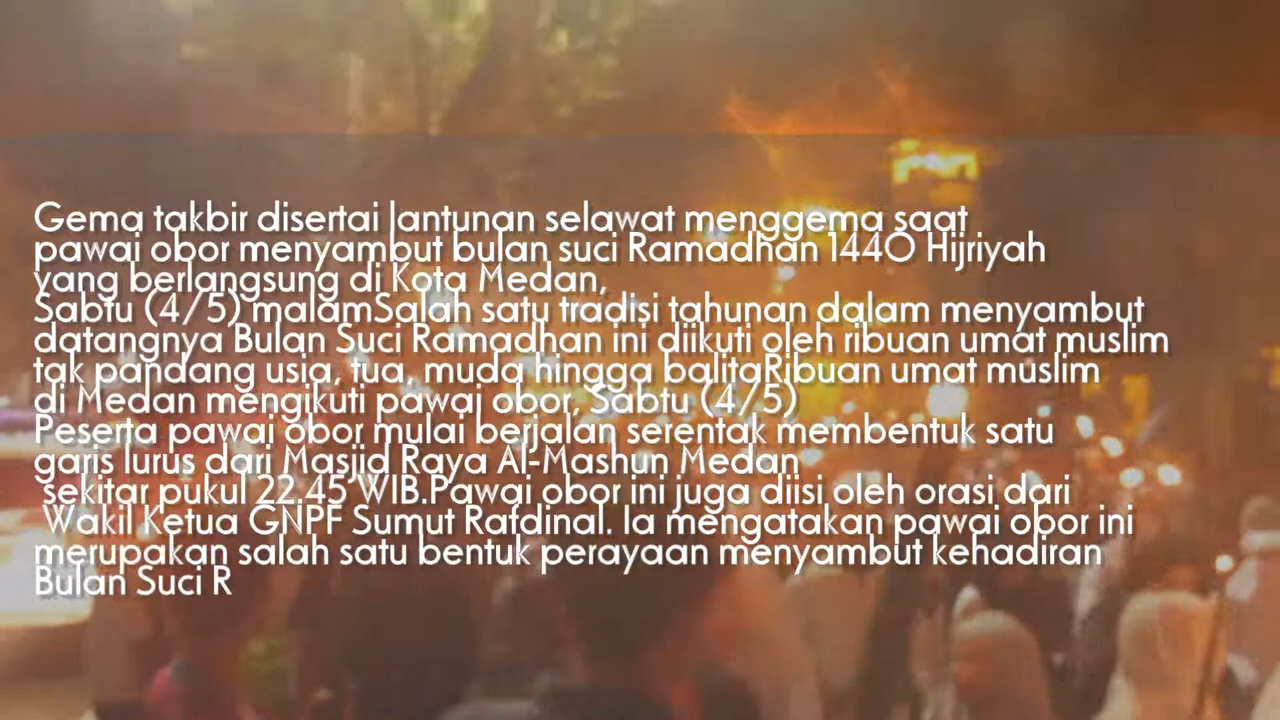 Gema takbir disertai lantunan selawat menggema saat
pawai obor menyambut bulan suci Ramadhan 1440 Hijriyah
yang berlangsung di Kota Medan,
Sabtu (4/5) malamSalah satu tradisi tahunan dalam menyambut
datangnya Bulan Suci Ramadhan ini diikuti oleh ribuan umat muslim
tak pandang usia, tua, muda hingga balitaRibuan umat muslim
di Medan mengikuti pawai obor, Sabtu (4/5)
Peserta pawai obor mulai berjalan serentak membentuk satu
garis lurus dari Masjid Raya Al-Mashun Medan
sekitar pukul 22.45 WIB.Pawai obor ini juga diisi oleh orasi dari
Wakil Ketua GNPF Sumut Rafdinal. Ia mengatakan pawai obor ini
merupakan salah satu bentuk perayaan menyambut kehadiran
Bulan Suci R